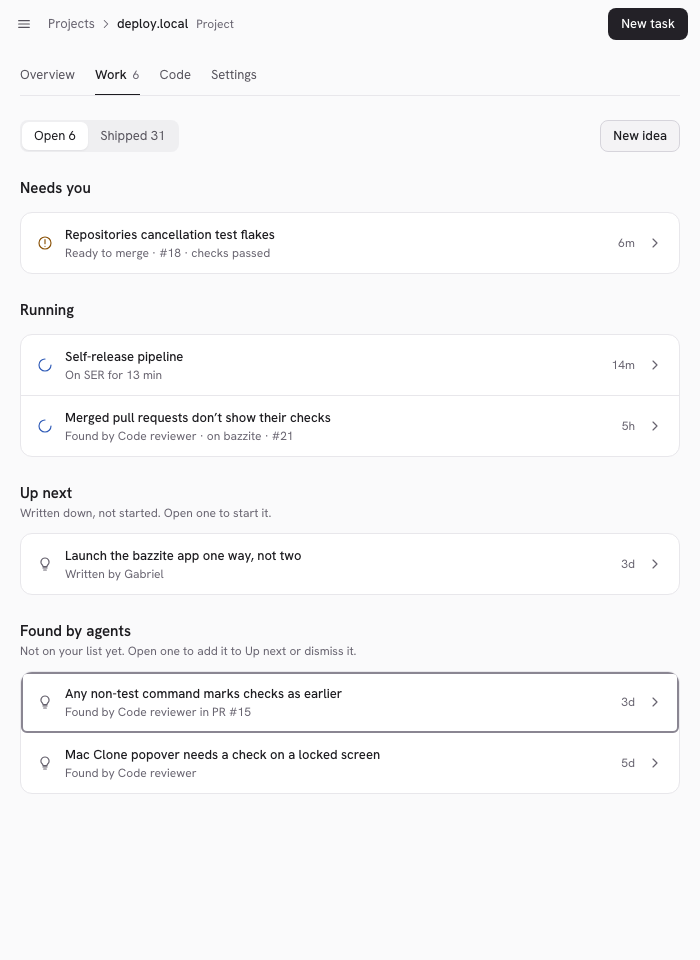 Projects > deploy.local Project
New task
Overview Work 6 Code Settings
Open 6 Shipped 31
New idea
Needs you
Repositories cancellation test flakes
Ready to merge · #18 · checks passed
6m
Running
Self-release pipeline
On SER for 13 min
14m
Merged pull requests don’t show their checks
Found by Code reviewer · on bazzite · #21
5h
Up next
Written down, not started. Open one to start it.
Launch the bazzite app one way, not two
Written by Gabriel
3d
Found by agents
Not on your list yet. Open one to add it to Up next or dismiss it.
Any non-test command marks checks as earlier
Found by Code reviewer in PR #15
3d
Mac Clone popover needs a check on a locked screen
Found by Code reviewer
5d